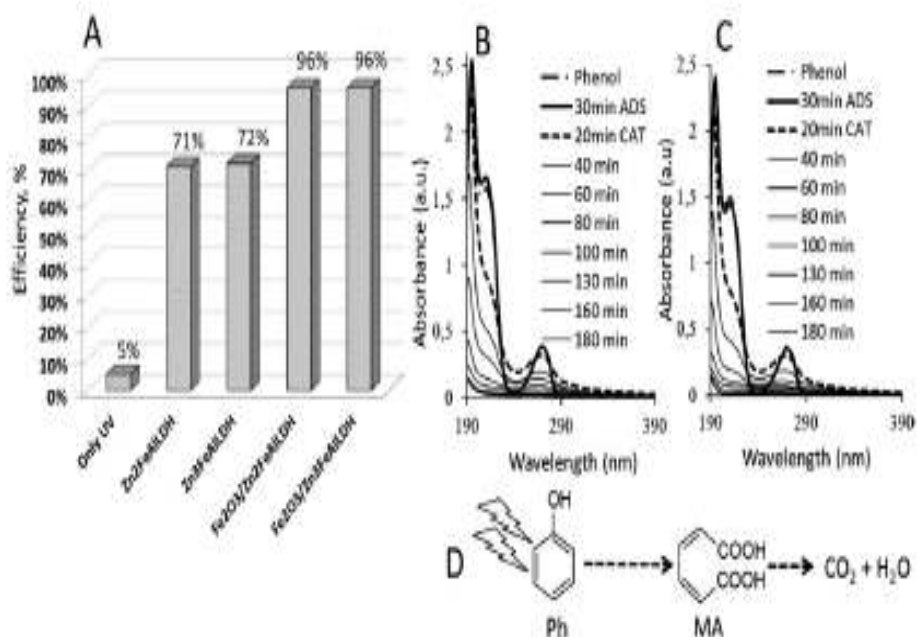 A
100%
90%
80%
70%
60%
50%
40%
30%
20%
10%
0%
Efficiency, %
5%
71%
72%
96%
96%
Only UV
Zn2FeAlLDH
Zn3FeAlLDH
Fe2O3/Zn2FeAlLDH
Fe2O3/Zn3FeAlLDH
B
2,5
2
1,5
1
0,5
0
Absorbance (a.u.)
190
290
390
Wavelength (nm)
Phenol
30min ADS
20min CAT
40 min
60 min
80 min
100 min
130 min
160 min
180 min
C
2,5
2
1,5
1
0,5
0
Absorbance (a.u)
190
290
390
Wavelength (nm)
Phenol
30min ADS
20min CAT
40 min
60 min
80 min
100 min
130 min
160 min
180 min
D
OH
Ph
COOH
COOH
MA
CO₂ + H₂O